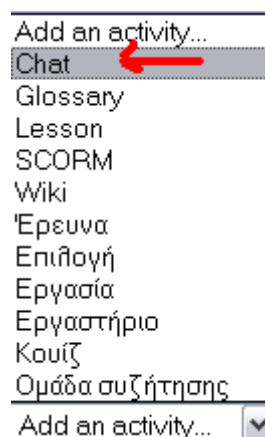 Add an activity...
Chat
Glossary
Lesson
SCORM
Wiki
Έρευνα
Επιλογή
Εργασία
Εργαστήριο
Κουίζ
Ομάδα συζήτησης
Add an activity...